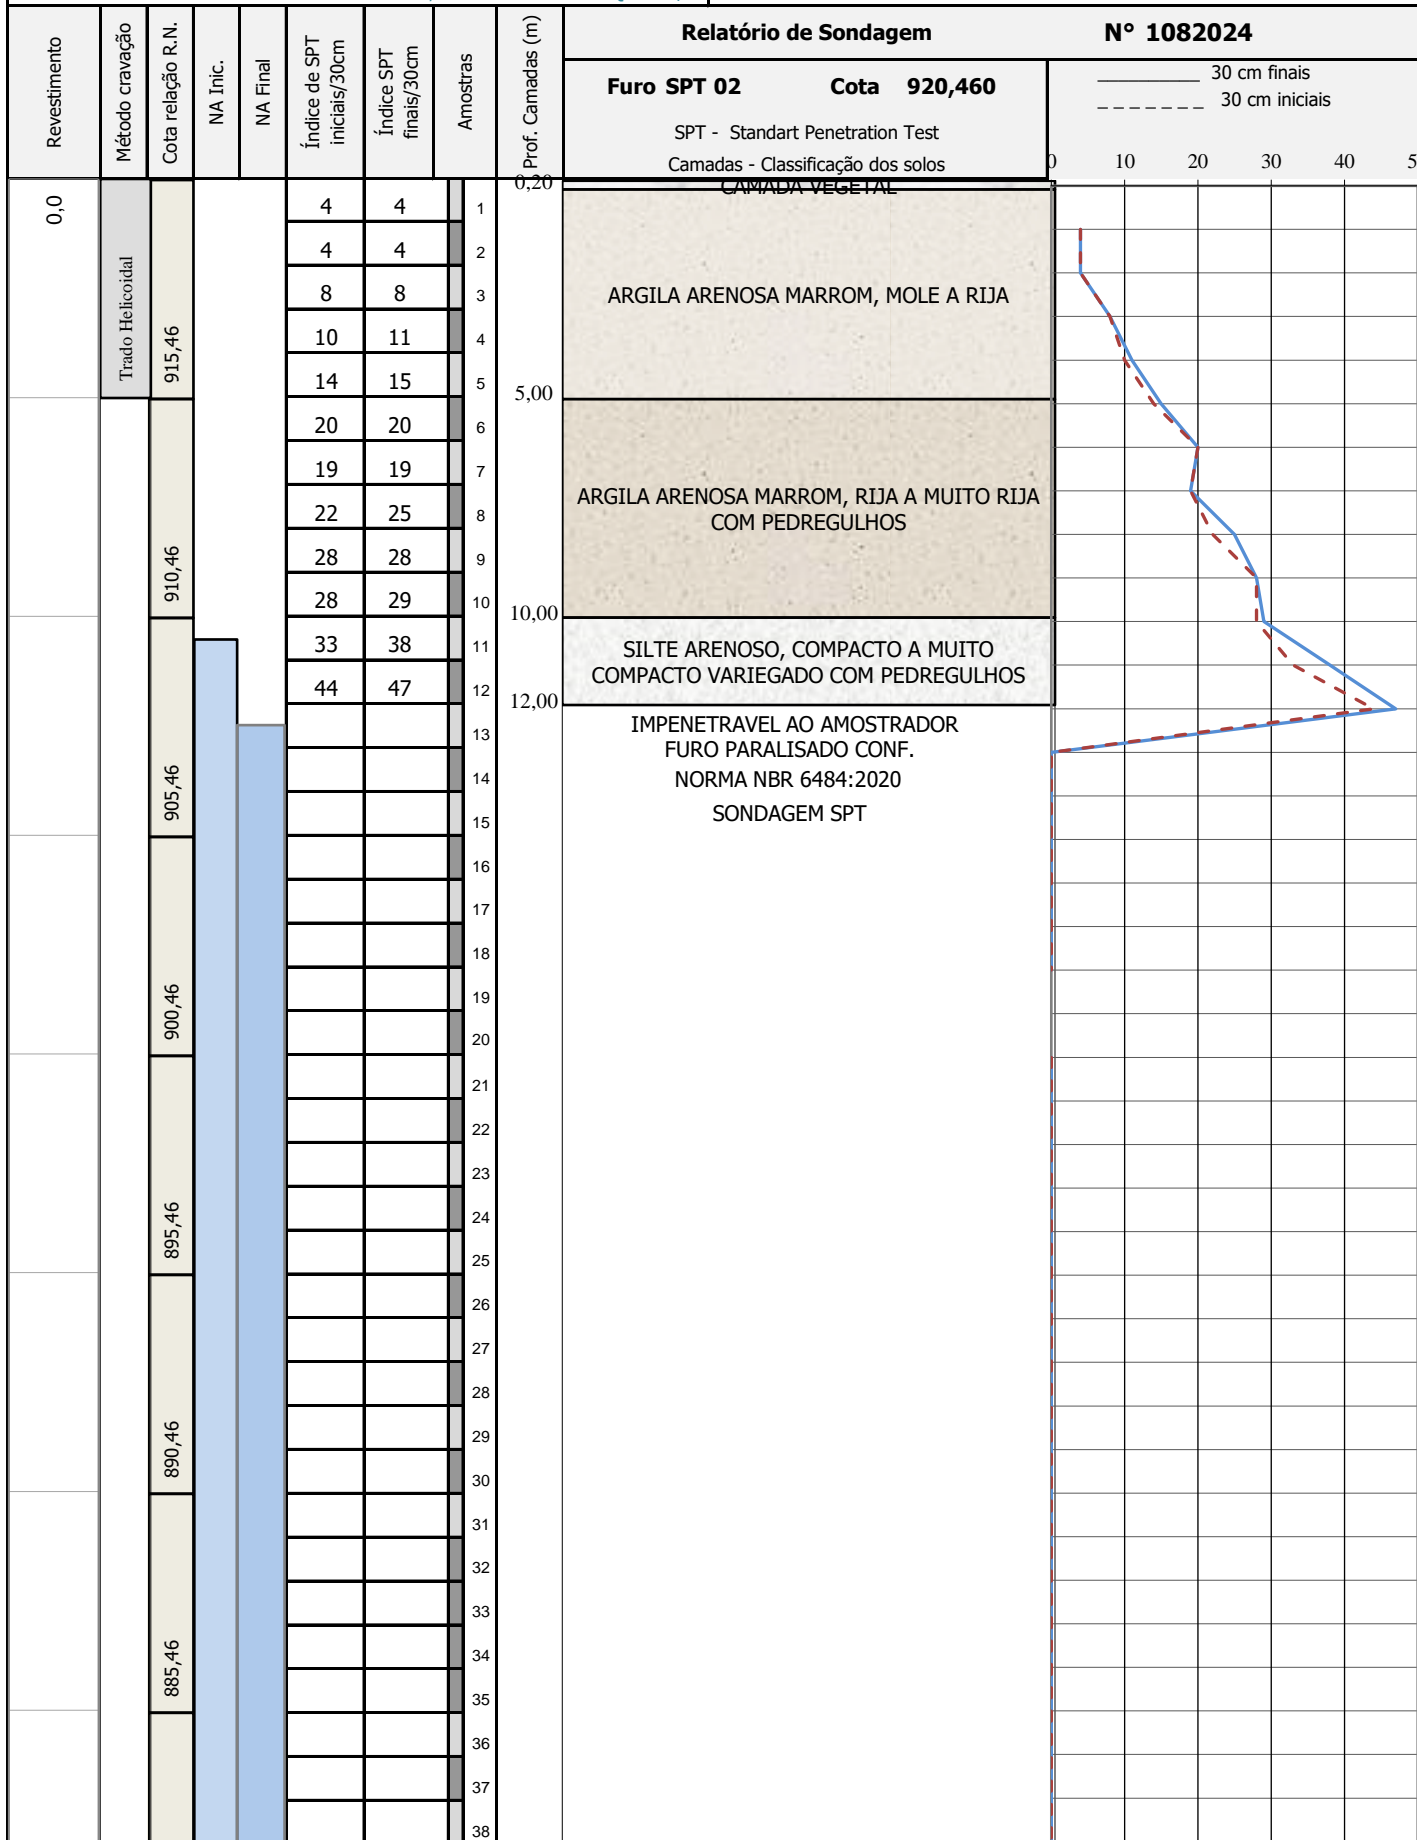 Relatório de Sondagem N° 1082024
Revestimento
Método cravação
Cota relação R.N.
NA Inic.
NA Final
Índice de SPT
iniciais/30cm
Índice SPT
finais/30cm
Amostras
Prof. Camadas (m)
Furo SPT 02 Cota 920,460
SPT - Standart Penetration Test
Camadas - Classificação dos solos
30 cm finais
30 cm iniciais
0 10 20 30 40 5
0,0
Trado Helicoidal
0,20
CAMADA VEGETAL
4 4 1
4 4 2
8 8 3
ARGILA ARENOSA MARROM, MOLE A RIJA
10 11 4
915,46
14 15 5
5,00
20 20 6
19 19 7
ARGILA ARENOSA MARROM, RIJA A MUITO RIJA
COM PEDREGULHOS
22 25 8
28 28 9
910,46
28 29 10
10,00
33 38 11
SILTE ARENOSO, COMPACTO A MUITO
COMPACTO VARIEGADO COM PEDREGULHOS
44 47 12
12,00
IMPENETRAVEL AO AMOSTRADOR
13
FURO PARALISADO CONF.
14
NORMA NBR 6484:2020
905,46
15
SONDAGEM SPT
16
17
18
19
900,46
20
21
22
23
24
895,46
25
26
27
28
29
890,46
30
31
32
33
34
885,46
35
36
37
38